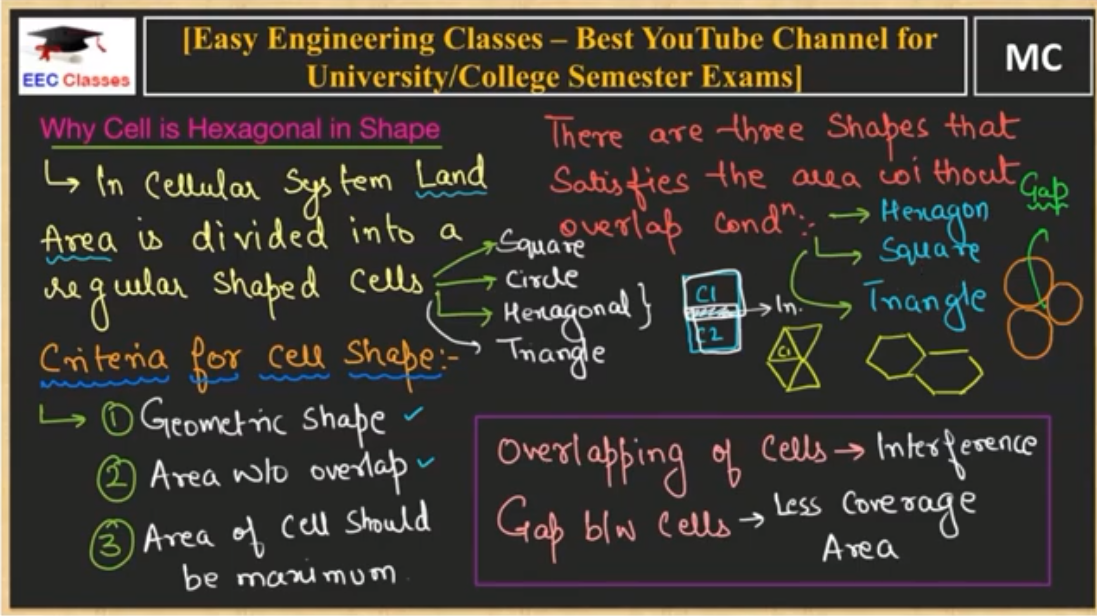 EEC Classes
[Easy Engineering Classes – Best YouTube Channel for
University/College Semester Exams]
MC
Why Cell is Hexagonal in Shape
↳ In Cellular System Land
Area is divided into a
regular shaped cells
Square
Circle
Hexagonal }
Triangle
Criteria for Cell Shape:-
① Geometric shape ✓
② Area w/o overlap ✓
③ Area of cell should
be maximum
There are three Shapes that
Satisfies the area without
overlap condⁿ:
→ Hexagon
→ Square
→ Triangle
Gap
C1
C2
→ In.
C1
Overlapping of Cells → Interference
Gap b/w Cells → Less Coverage
Area